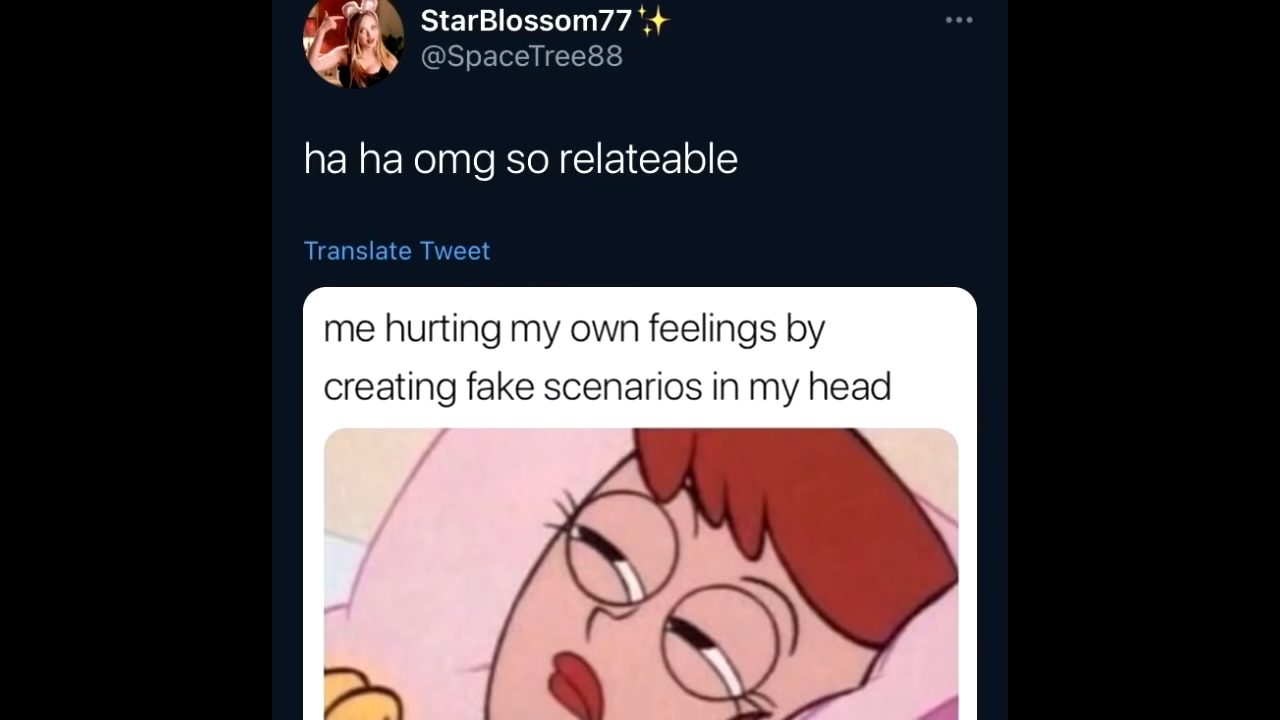 StarBlossom77✨
@SpaceTree88
ha ha omg so relateable
Translate Tweet
me hurting my own feelings by
creating fake scenarios in my head